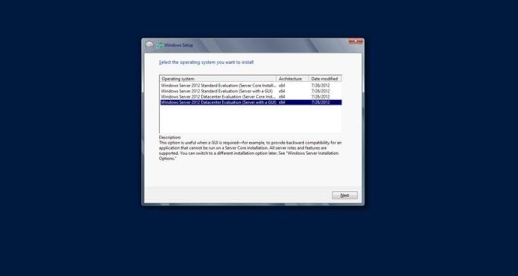 Windows Setup
Select the operating system you want to install
Operating system Architecture Date modified
Windows Server 2012 Standard Evaluation (Server Core Install... x64 7/26/2012
Windows Server 2012 Standard Evaluation (Server with a GUI) x64 7/26/2012
Windows Server 2012 Datacenter Evaluation (Server Core Inst... x64 7/26/2012
Windows Server 2012 Datacenter Evaluation (Server with a GUI) x64 7/26/2012
Description:
This option is useful when a GUI is required—for example, to provide backward compatibility for an
application that cannot be run on a Server Core installation. All server roles and features are
supported. You can switch to a different installation option later. See "Windows Server Installation
Options."
Next